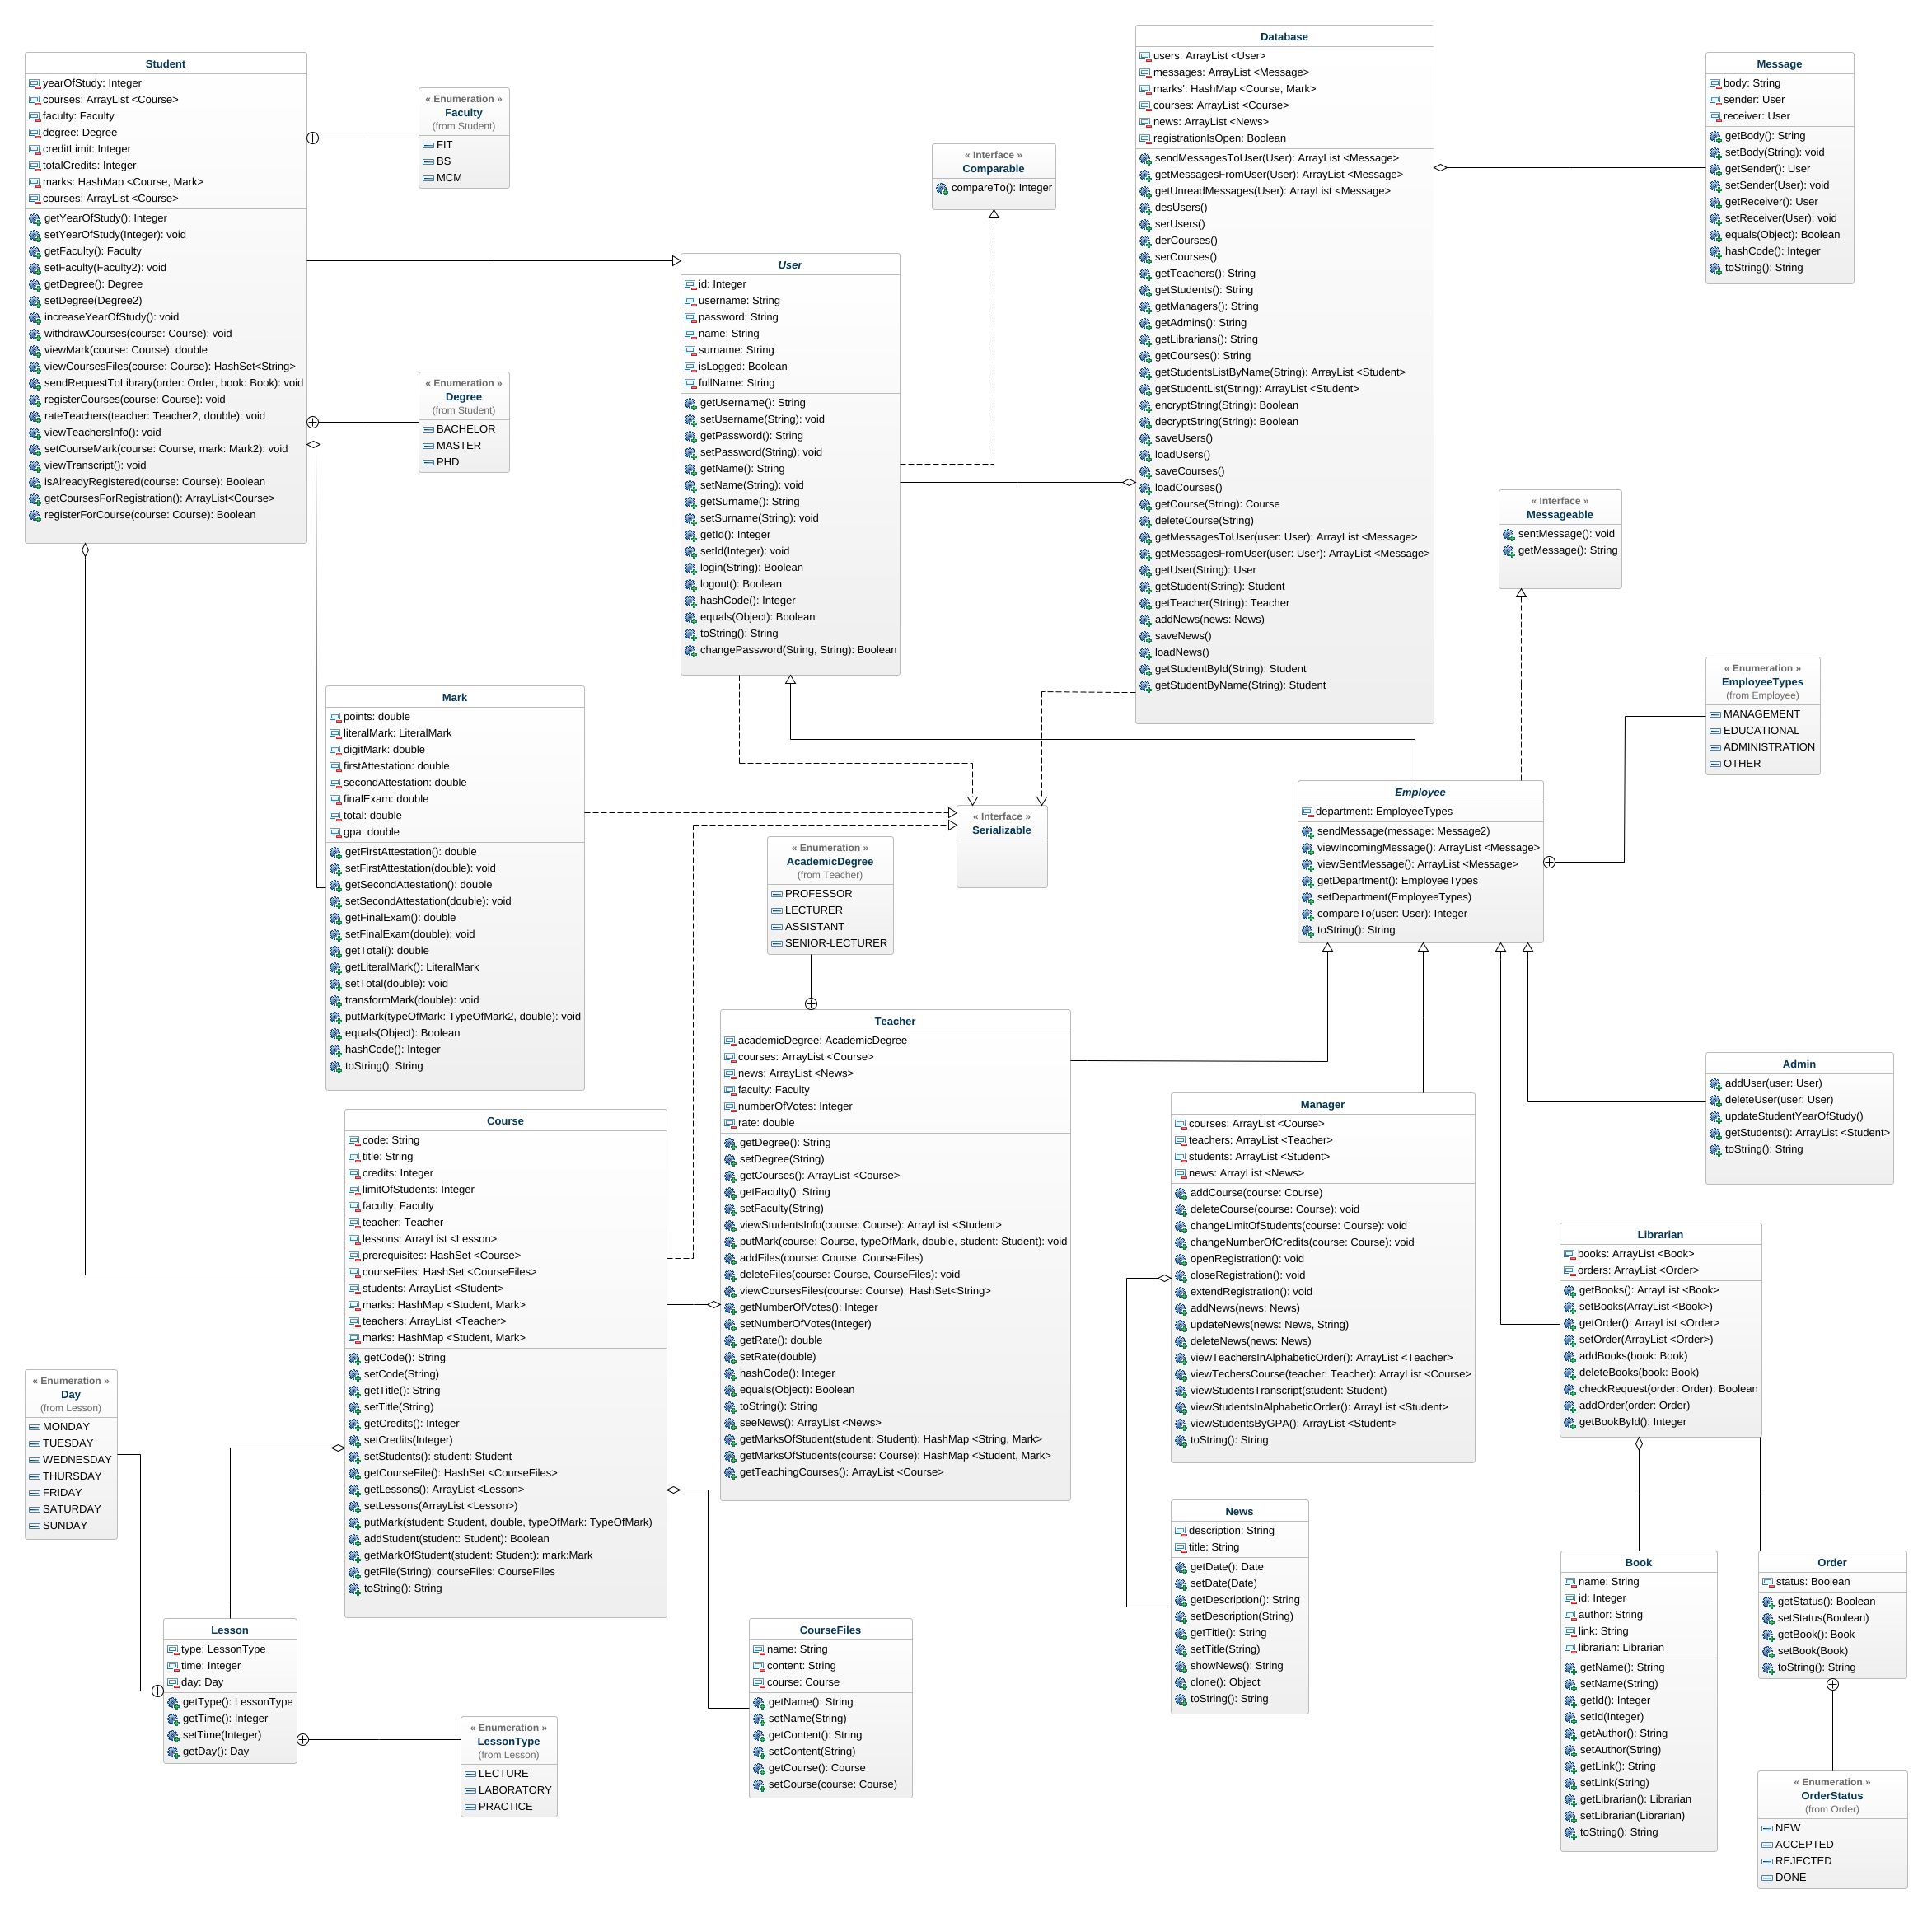 Student
yearOfStudy: Integer
courses: ArrayList <Course>
faculty: Faculty
degree: Degree
creditLimit: Integer
totalCredits: Integer
marks: HashMap <Course, Mark>
courses: ArrayList <Course>
getYearOfStudy(): Integer
setYearOfStudy(Integer): void
getFaculty(): Faculty
setFaculty(Faculty2): void
getDegree(): Degree
setDegree(Degree2)
increaseYearOfStudy(): void
withdrawCourses(course: Course): void
viewMark(course: Course): double
viewCoursesFiles(course: Course): HashSet<String>
sendRequestToLibrary(order: Order, book: Book): void
registerCourses(course: Course): void
rateTeachers(teacher: Teacher2, double): void
viewTeachersInfo(): void
setCourseMark(course: Course, mark: Mark2): void
viewTranscript(): void
isAlreadyRegistered(course: Course): Boolean
getCoursesForRegistration(): ArrayList<Course>
registerForCourse(course: Course): Boolean
« Enumeration »
Faculty
(from Student)
FIT
BS
MCM
« Enumeration »
Degree
(from Student)
BACHELOR
MASTER
PHD
User
id: Integer
username: String
password: String
name: String
surname: String
isLogged: Boolean
fullName: String
getUsername(): String
setUsername(String): void
getPassword(): String
setPassword(String): void
getName(): String
setName(String): void
getSurname(): String
setSurname(String): void
getId(): Integer
setId(Integer): void
login(String): Boolean
logout(): Boolean
hashCode(): Integer
equals(Object): Boolean
toString(): String
changePassword(String, String): Boolean
« Interface »
Comparable
compareTo(): Integer
Database
users: ArrayList <User>
messages: ArrayList <Message>
marks': HashMap <Course, Mark>
courses: ArrayList <Course>
news: ArrayList <News>
registrationIsOpen: Boolean
sendMessagesToUser(User): ArrayList <Message>
getMessagesFromUser(User): ArrayList <Message>
getUnreadMessages(User): ArrayList <Message>
desUsers()
serUsers()
derCourses()
serCourses()
getTeachers(): String
getStudents(): String
getManagers(): String
getAdmins(): String
getLibrarians(): String
getCourses(): String
getStudentsListByName(String): ArrayList <Student>
getStudentList(String): ArrayList <Student>
encryptString(String): Boolean
decryptString(String): Boolean
saveUsers()
loadUsers()
saveCourses()
loadCourses()
getCourse(String): Course
deleteCourse(String)
getMessagesToUser(user: User): ArrayList <Message>
getMessagesFromUser(user: User): ArrayList <Message>
getUser(String): User
getStudent(String): Student
getTeacher(String): Teacher
addNews(news: News)
saveNews()
loadNews()
getStudentById(String): Student
getStudentByName(String): Student
Message
body: String
sender: User
receiver: User
getBody(): String
setBody(String): void
getSender(): User
setSender(User): void
getReceiver(): User
setReceiver(User): void
equals(Object): Boolean
hashCode(): Integer
toString(): String
« Interface »
Messageable
sentMessage(): void
getMessage(): String
« Enumeration »
EmployeeTypes
(from Employee)
MANAGEMENT
EDUCATIONAL
ADMINISTRATION
OTHER
Mark
points: double
literalMark: LiteralMark
digitMark: double
firstAttestation: double
secondAttestation: double
finalExam: double
total: double
gpa: double
getFirstAttestation(): double
setFirstAttestation(double): void
getSecondAttestation(): double
setSecondAttestation(double): void
getFinalExam(): double
setFinalExam(double): void
getTotal(): double
getLiteralMark(): LiteralMark
setTotal(double): void
transformMark(double): void
putMark(typeOfMark: TypeOfMark2, double): void
equals(Object): Boolean
hashCode(): Integer
toString(): String
« Interface »
Serializable
« Enumeration »
AcademicDegree
(from Teacher)
PROFESSOR
LECTURER
ASSISTANT
SENIOR-LECTURER
Employee
department: EmployeeTypes
sendMessage(message: Message2)
viewIncomingMessage(): ArrayList <Message>
viewSentMessage(): ArrayList <Message>
getDepartment(): EmployeeTypes
setDepartment(EmployeeTypes)
compareTo(user: User): Integer
toString(): String
Teacher
academicDegree: AcademicDegree
courses: ArrayList <Course>
news: ArrayList <News>
faculty: Faculty
numberOfVotes: Integer
rate: double
getDegree(): String
setDegree(String)
getCourses(): ArrayList <Course>
getFaculty(): String
setFaculty(String)
viewStudentsInfo(course: Course): ArrayList <Student>
putMark(course: Course, typeOfMark, double, student: Student): void
addFiles(course: Course, CourseFiles)
deleteFiles(course: Course, CourseFiles): void
viewCoursesFiles(course: Course): HashSet<String>
getNumberOfVotes(): Integer
setNumberOfVotes(Integer)
getRate(): double
setRate(double)
hashCode(): Integer
equals(Object): Boolean
toString(): String
seeNews(): ArrayList <News>
getMarksOfStudent(student: Student): HashMap <String, Mark>
getMarksOfStudents(course: Course): HashMap <Student, Mark>
getTeachingCourses(): ArrayList <Course>
Admin
addUser(user: User)
deleteUser(user: User)
updateStudentYearOfStudy()
getStudents(): ArrayList <Student>
toString(): String
Manager
courses: ArrayList <Course>
teachers: ArrayList <Teacher>
students: ArrayList <Student>
news: ArrayList <News>
addCourse(course: Course)
deleteCourse(course: Course): void
changeLimitOfStudents(course: Course): void
changeNumberOfCredits(course: Course): void
openRegistration(): void
closeRegistration(): void
extendRegistration(): void
addNews(news: News)
updateNews(news: News, String)
deleteNews(news: News)
viewTeachersInAlphabeticOrder(): ArrayList <Teacher>
viewTechersCourse(teacher: Teacher): ArrayList <Course>
viewStudentsTranscript(student: Student)
viewStudentsInAlphabeticOrder(): ArrayList <Student>
viewStudentsByGPA(): ArrayList <Student>
toString(): String
Course
code: String
title: String
credits: Integer
limitOfStudents: Integer
faculty: Faculty
teacher: Teacher
lessons: ArrayList <Lesson>
prerequisites: HashSet <Course>
courseFiles: HashSet <CourseFiles>
students: ArrayList <Student>
marks: HashMap <Student, Mark>
teachers: ArrayList <Teacher>
marks: HashMap <Student, Mark>
getCode(): String
setCode(String)
getTitle(): String
setTitle(String)
getCredits(): Integer
setCredits(Integer)
setStudents(): student: Student
getCourseFile(): HashSet <CourseFiles>
getLessons(): ArrayList <Lesson>
setLessons(ArrayList <Lesson>)
putMark(student: Student, double, typeOfMark: TypeOfMark)
addStudent(student: Student): Boolean
getMarkOfStudent(student: Student): mark:Mark
getFile(String): courseFiles: CourseFiles
toString(): String
Librarian
books: ArrayList <Book>
orders: ArrayList <Order>
getBooks(): ArrayList <Book>
setBooks(ArrayList <Book>)
getOrder(): ArrayList <Order>
setOrder(ArrayList <Order>)
addBooks(book: Book)
deleteBooks(book: Book)
checkRequest(order: Order): Boolean
addOrder(order: Order)
getBookById(): Integer
« Enumeration »
Day
(from Lesson)
MONDAY
TUESDAY
WEDNESDAY
THURSDAY
FRIDAY
SATURDAY
SUNDAY
News
description: String
title: String
getDate(): Date
setDate(Date)
getDescription(): String
setDescription(String)
getTitle(): String
setTitle(String)
showNews(): String
clone(): Object
toString(): String
Book
name: String
id: Integer
author: String
link: String
librarian: Librarian
getName(): String
setName(String)
getId(): Integer
setId(Integer)
getAuthor(): String
setAuthor(String)
getLink(): String
setLink(String)
getLibrarian(): Librarian
setLibrarian(Librarian)
toString(): String
Order
status: Boolean
getStatus(): Boolean
setStatus(Boolean)
getBook(): Book
setBook(Book)
toString(): String
Lesson
type: LessonType
time: Integer
day: Day
getType(): LessonType
getTime(): Integer
setTime(Integer)
getDay(): Day
CourseFiles
name: String
content: String
course: Course
getName(): String
setName(String)
getContent(): String
setContent(String)
getCourse(): Course
setCourse(course: Course)
« Enumeration »
LessonType
(from Lesson)
LECTURE
LABORATORY
PRACTICE
« Enumeration »
OrderStatus
(from Order)
NEW
ACCEPTED
REJECTED
DONE